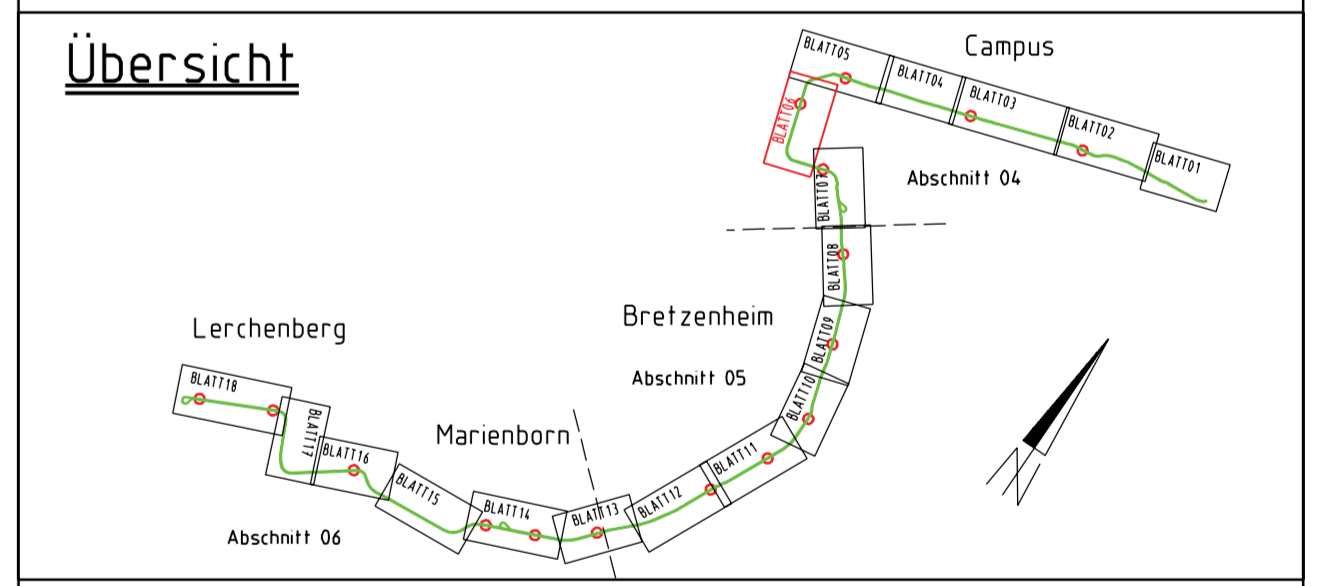 Übersicht
Campus
BLATT05
BLATT04
BLATT03
BLATT02
BLATT01
BLATT06
Abschnitt 04
BLATT07
BLATT08
Bretzenheim
BLATT09
Abschnitt 05
BLATT10
Lerchenberg
BLATT18
BLATT17
Marienborn
BLATT16
BLATT15
BLATT14
BLATT13
BLATT12
BLATT11
Abschnitt 06
N